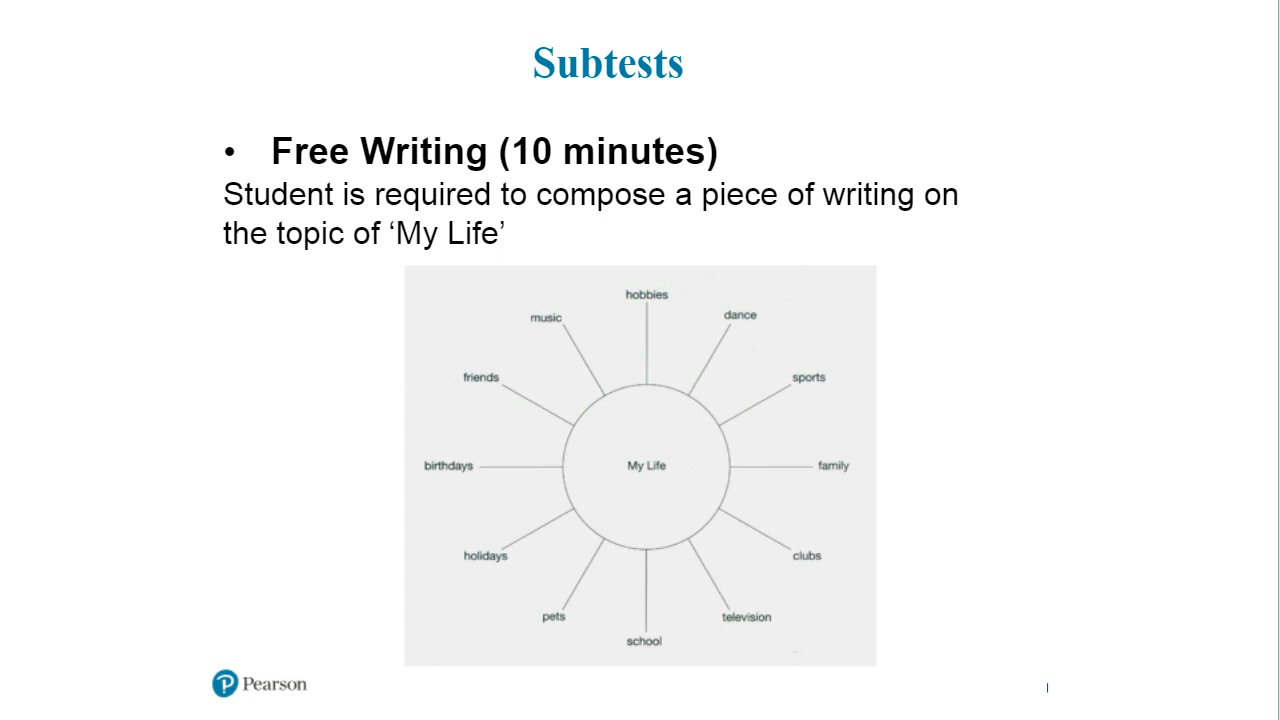 Subtests
• Free Writing (10 minutes)
Student is required to compose a piece of writing on
the topic of ‘My Life’
hobbies
music
dance
friends
sports
birthdays
My Life
family
holidays
clubs
pets
television
school
Pearson